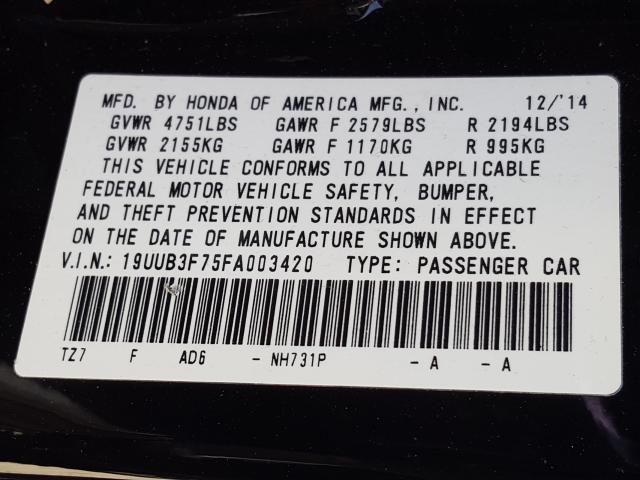 MFD. BY HONDA OF AMERICA MFG., INC. 12/'14
GVWR 4751LBS GAWR F 2579LBS R 2194LBS
GVWR 2155KG GAWR F 1170KG R 995KG
THIS VEHICLE CONFORMS TO ALL APPLICABLE
FEDERAL MOTOR VEHICLE SAFETY, BUMPER,
AND THEFT PREVENTION STANDARDS IN EFFECT
ON THE DATE OF MANUFACTURE SHOWN ABOVE.
V.I.N.: 19UUB3F75FA003420 TYPE: PASSENGER CAR
TZ7 F AD6 - NH731P - A - A